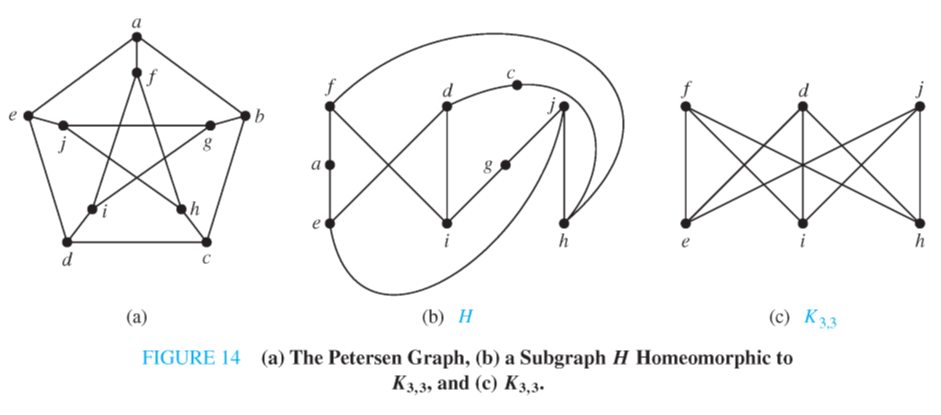 a
f
e
b
j
g
i
h
d
c
(a)
f
d
c
j
a
g
e
i
h
(b) H
f
d
j
e
i
h
(c) K3,3
FIGURE 14 (a) The Petersen Graph, (b) a Subgraph H Homeomorphic to
K3,3, and (c) K3,3.